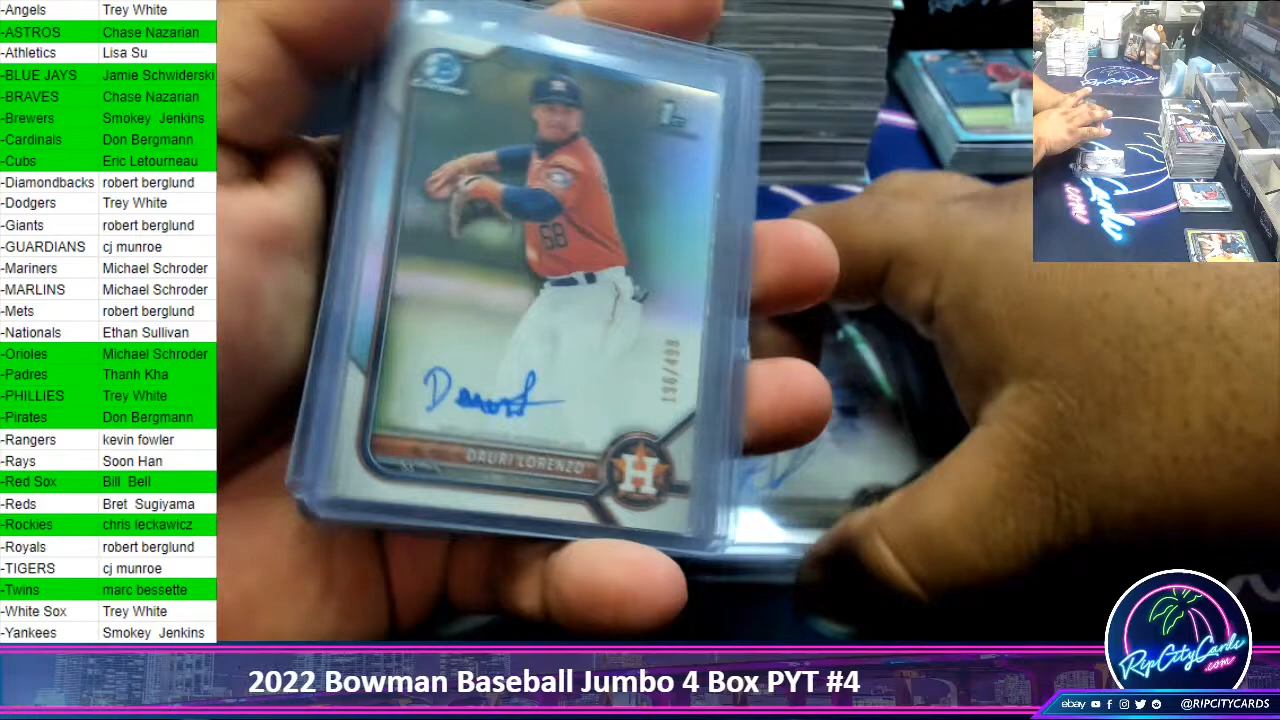 -Angels Trey White
-ASTROS Chase Nazarian
-Athletics Lisa Su
-BLUE JAYS Jamie Schwiderski
-BRAVES Chase Nazarian
-Brewers Smokey Jenkins
-Cardinals Don Bergmann
-Cubs Eric Letourneau
-Diamondbacks robert berglund
-Dodgers Trey White
-Giants robert berglund
-GUARDIANS cj munroe
-Mariners Michael Schroder
-MARLINS Michael Schroder
-Mets robert berglund
-Nationals Ethan Sullivan
-Orioles Michael Schroder
-Padres Thanh Kha
-PHILLIES Trey White
-Pirates Don Bergmann
-Rangers kevin fowler
-Rays Soon Han
-Red Sox Bill Bell
-Reds Bret Sugiyama
-Rockies chris leckawicz
-Royals robert berglund
-TIGERS cj munroe
-Twins marc bessette
-White Sox Trey White
-Yankees Smokey Jenkins
1st
58
DAURI LORENZO
H
2022 Bowman Baseball Jumbo 4 Box PYT #4
RipCityCards
.com
ebay @RIPCITYCARDS